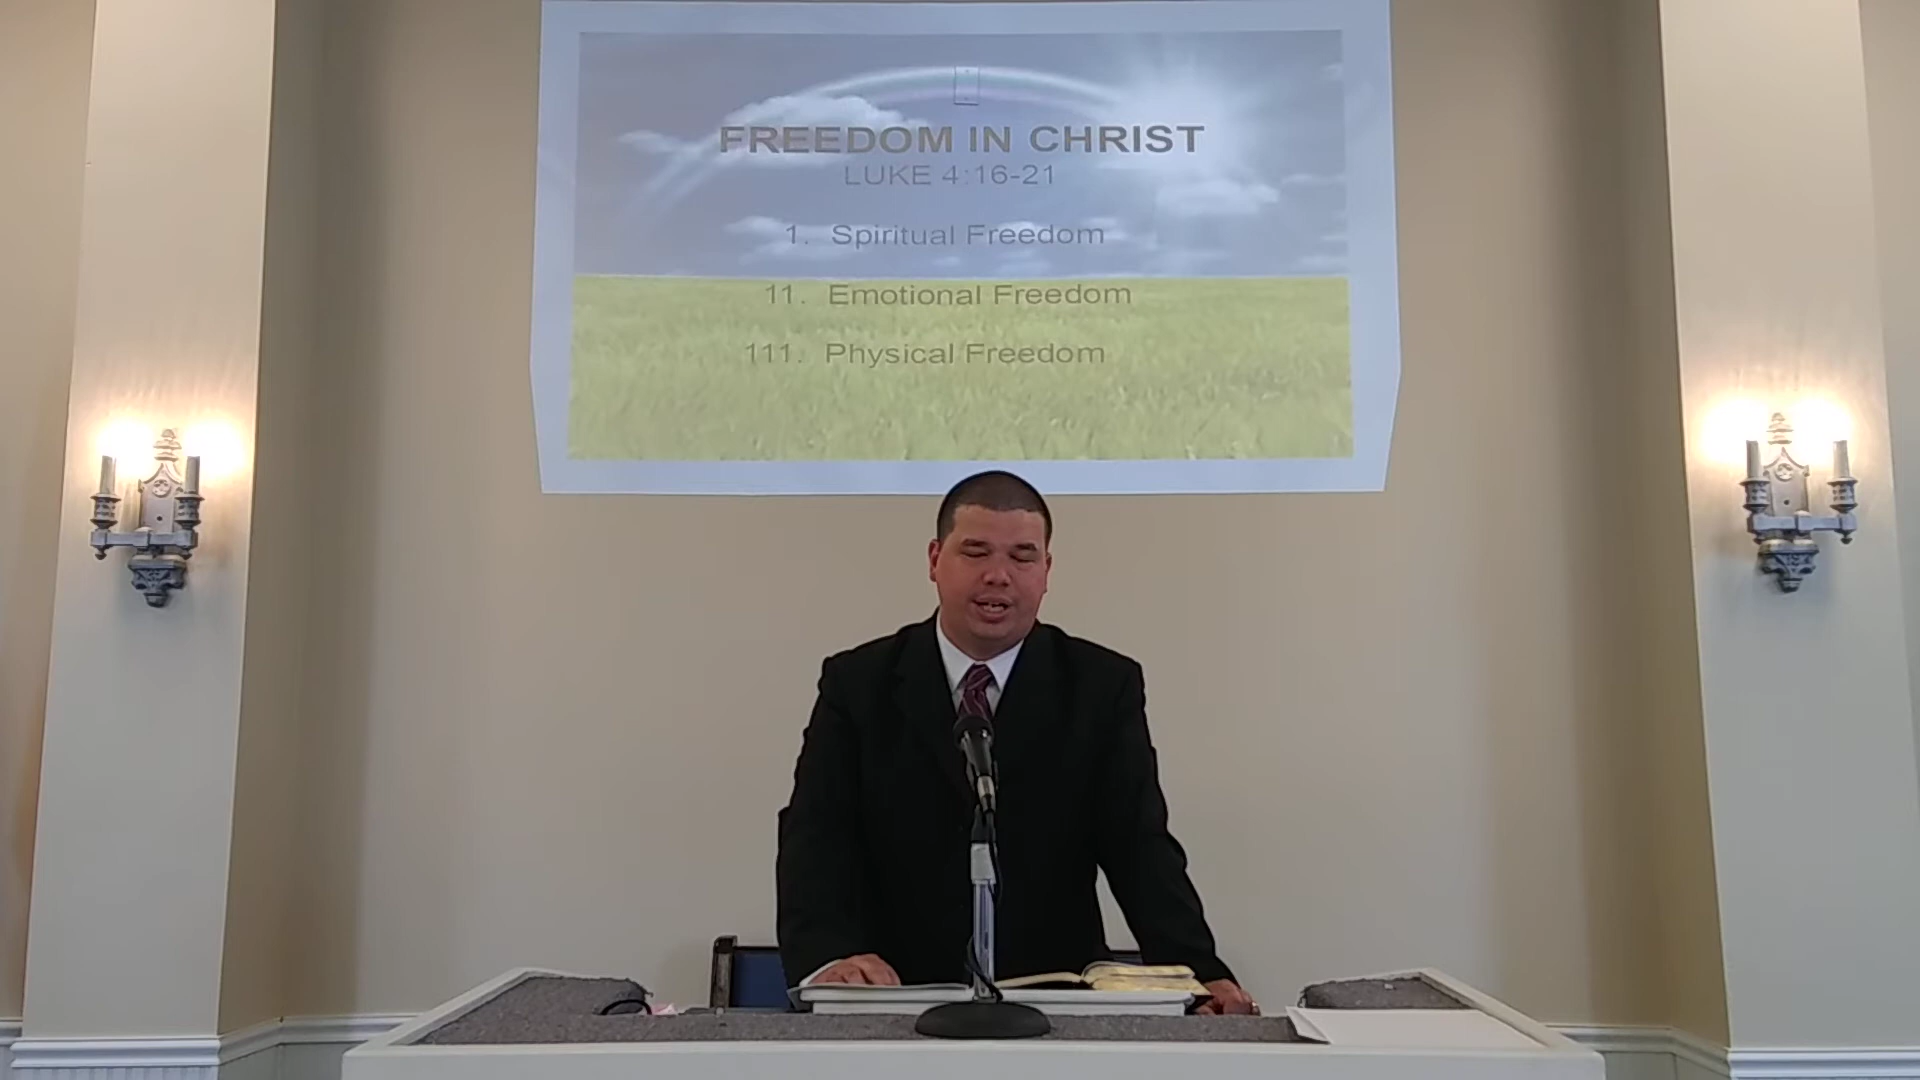 FREEDOM IN CHRIST
LUKE 4:16-21
1. Spiritual Freedom
11. Emotional Freedom
111. Physical Freedom